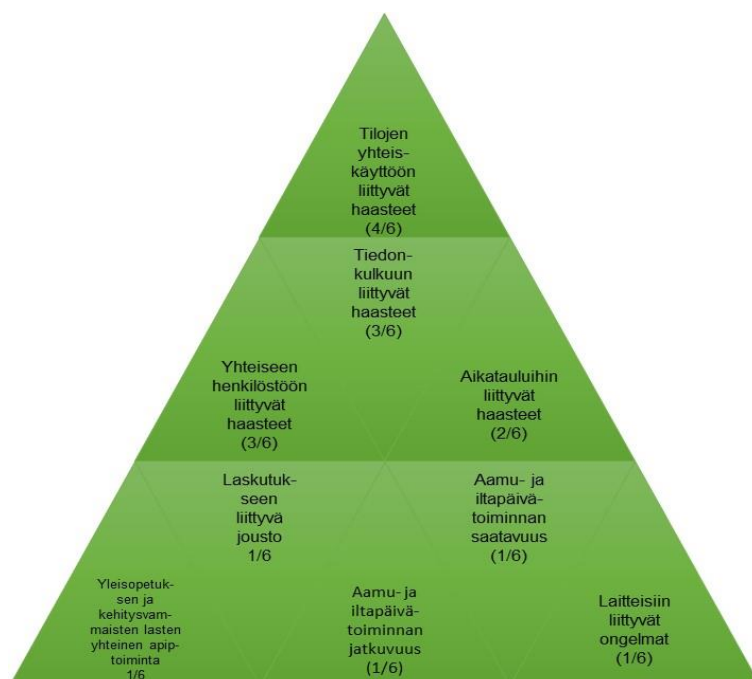 Tilojen
yhteis-
käyttöön
liittyvät
haasteet
(4/6)
Tiedon-
kulkuun
liittyvät
haasteet
(3/6)
Yhteiseen
henkilöstöön
liittyvät
haasteet
(3/6)
Aikatauluihin
liittyvät
haasteet
(2/6)
Laskutuk-
seen
liittyvä
jousto
1/6
Aamu- ja
iltapäivä-
toiminnan
saatavuus
(1/6)
Yleisopetuk-
sen ja
kehitysvam-
maisten lasten
yhteinen apip-
toiminta
1/6
Aamu- ja
iltapäivä-
toiminnan
jatkuvuus
(1/6)
Laitteisiin
liittyvät
ongelmat
(1/6)